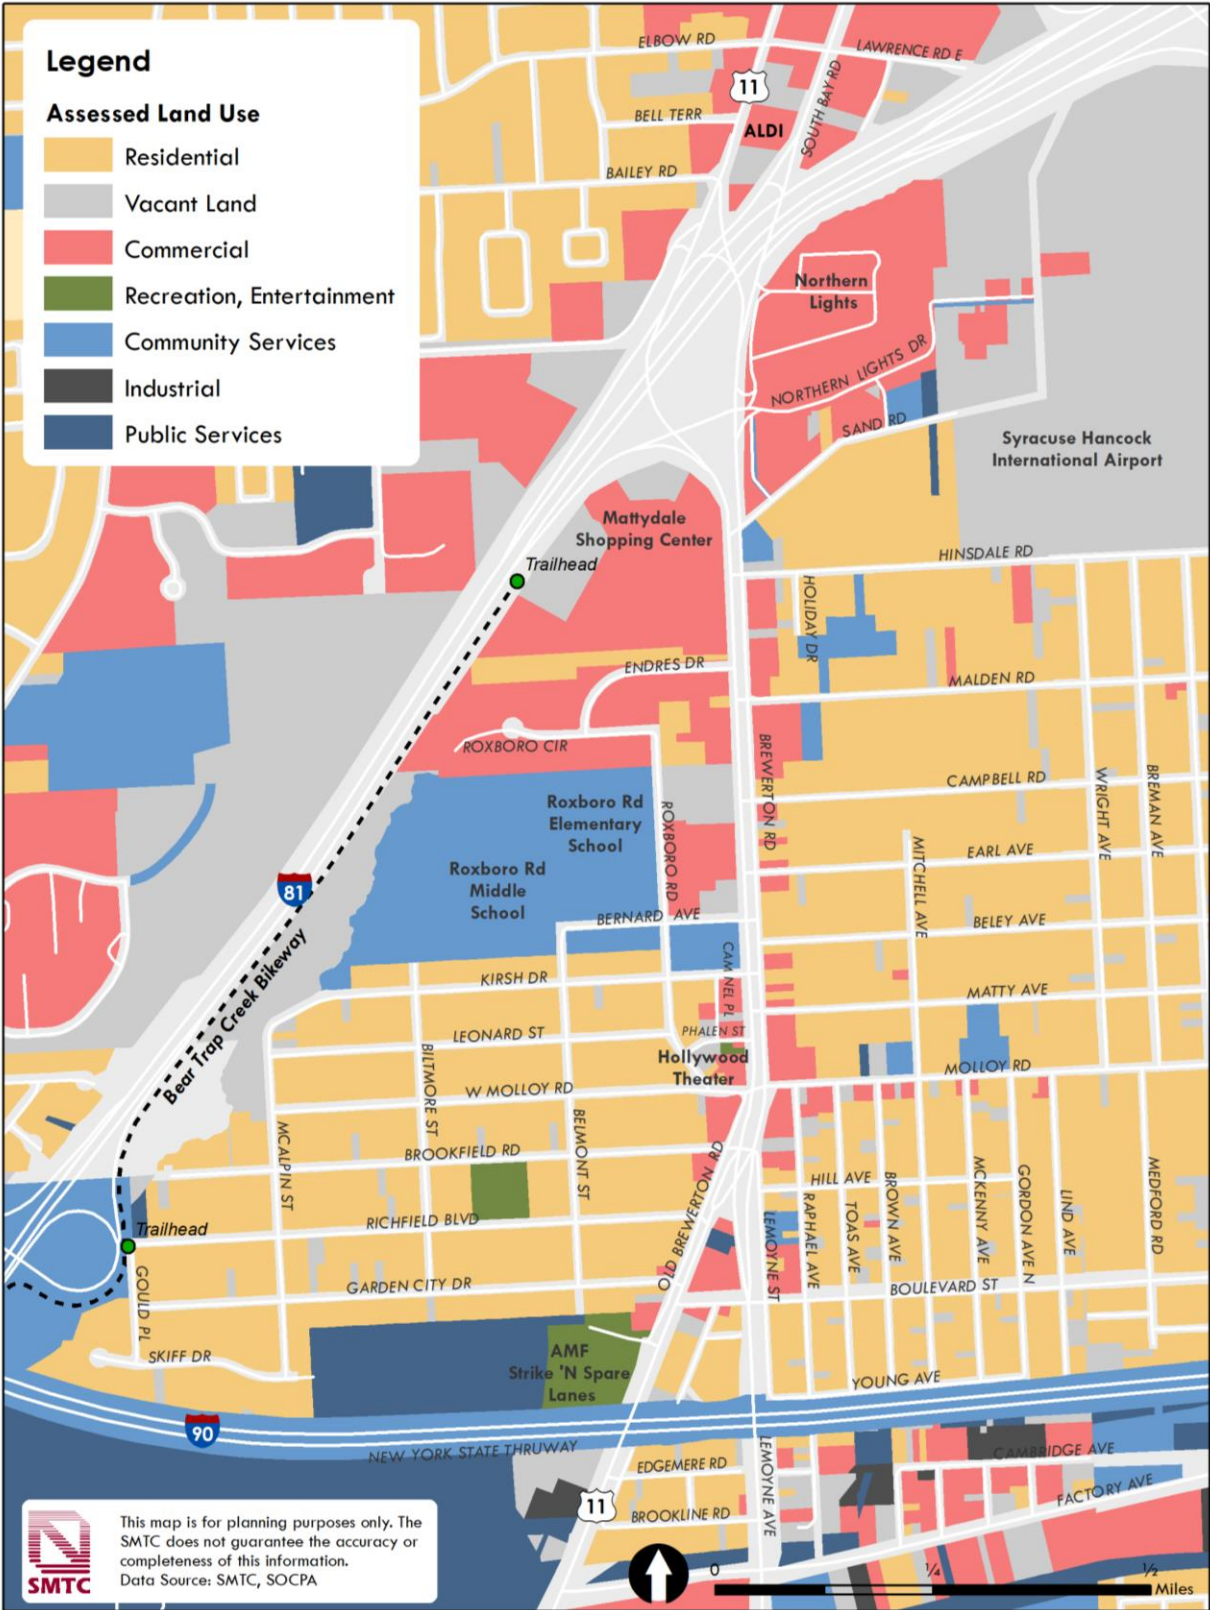 Legend
Assessed Land Use
Residential
Vacant Land
Commercial
Recreation, Entertainment
Community Services
Industrial
Public Services
ELBOW RD
LAWRENCE RD E
11
SOUTH BAY RD
BELL TERR
ALDI
BAILEY RD
Northern
Lights
NORTHERN LIGHTS DR
SAND RD
Syracuse Hancock
International Airport
Mattydale
Shopping Center
Trailhead
HINSDALE RD
HOLIDAY DR
ENDRES DR
MALDEN RD
ROXBORO CIR
BREWERTON RD
CAMPBELL RD
WRIGHT AVE
BREMAN AVE
Roxboro Rd
Elementary
School
ROXBORO RD
Roxboro Rd
Middle
School
MITCHELL AVE
EARL AVE
81
BERNARD AVE
BELEY AVE
CAMNEL PL
Bear Trap Creek Bikeway
KIRSH DR
MATTY AVE
LEONARD ST
PHALEN ST
Hollywood
Theater
BILTMORE ST
W MOLLOY RD
MOLLOY RD
MCALPIN ST
BELMONT ST
BROOKFIELD RD
OLD BREWERTON RD
HILL AVE
BROWN AVE
MCKENNY AVE
GORDON AVE N
LIND AVE
MEDFORD RD
RAPHAEL AVE
TOAS AVE
LEMOYNE ST
Trailhead
RICHFIELD BLVD
GOULD PL
GARDEN CITY DR
BOULEVARD ST
SKIFF DR
AMF
Strike 'N Spare
Lanes
YOUNG AVE
90
NEW YORK STATE THRUWAY
LEMOYNE AVE
CAMBRIDGE AVE
EDGEMERE RD
FACTORY AVE
11
BROOKLINE RD
SMTC
This map is for planning purposes only. The
SMTC does not guarantee the accuracy or
completeness of this information.
Data Source: SMTC, SOCPA
0 1/4 1/2
Miles